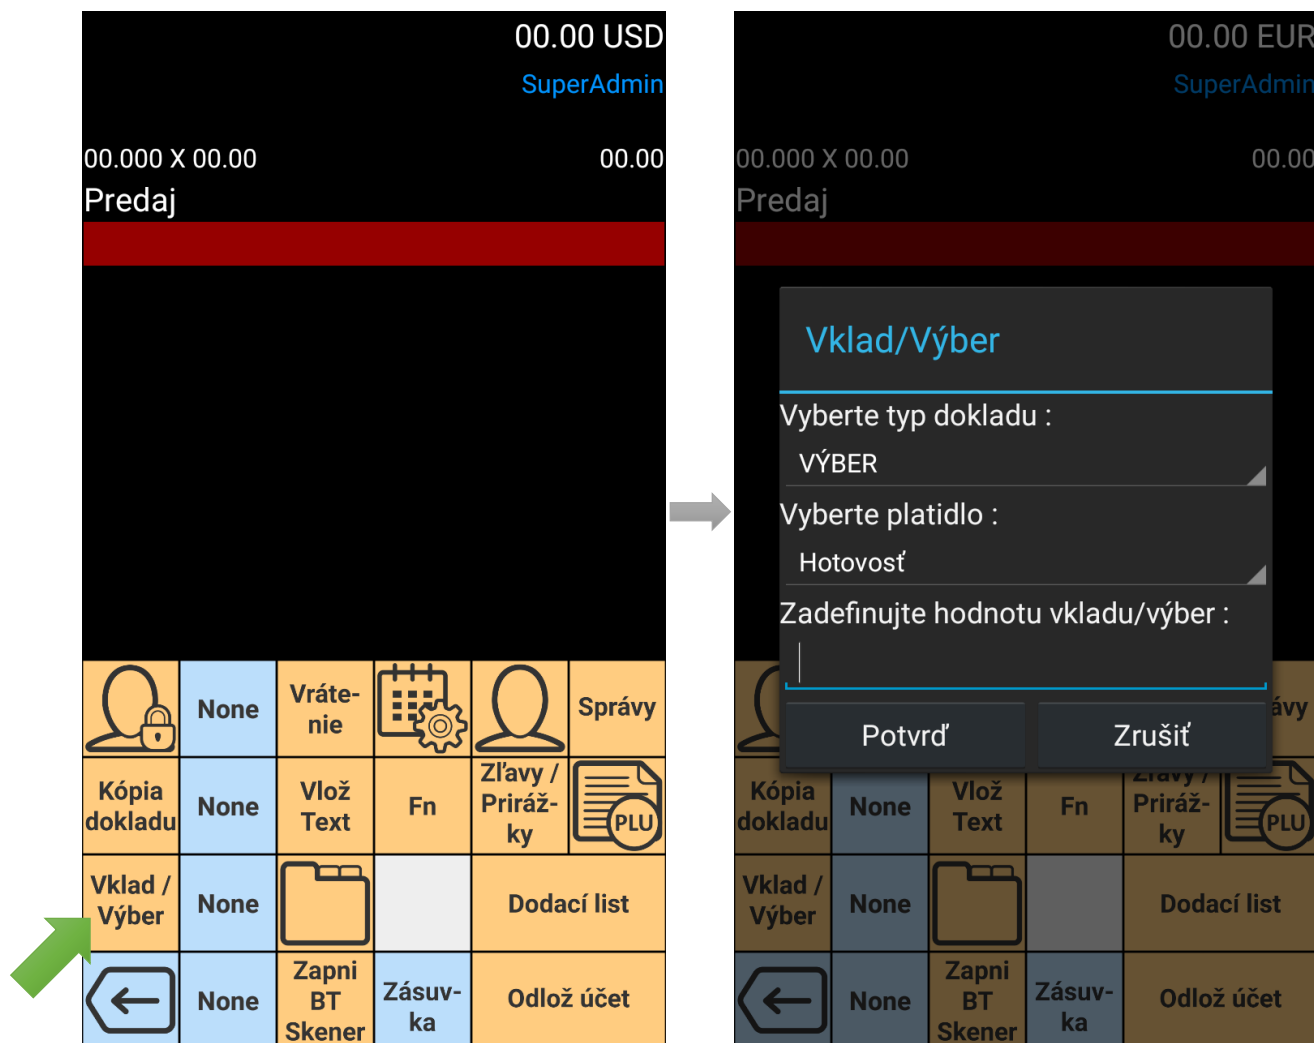 00.00 USD
SuperAdmin
00.000 X 00.00 00.00
Predaj
None
Vráte-
nie
Správy
Kópia
dokladu
None
Vlož
Text
Fn
Zľavy /
Priráž-
ky
PLU
Vklad /
Výber
None
Dodací list
None
Zapni
BT
Skener
Zásuv-
ka
Odlož účet
00.00 EUR
SuperAdmin
00.000 X 00.00 00.00
Predaj
Vklad/Výber
Vyberte typ dokladu :
VÝBER
Vyberte platidlo :
Hotovosť
Zadefinujte hodnotu vkladu/výber :
Potvrď
Zrušiť
ávy
Kópia
dokladu
None
Vlož
Text
Fn
Zľavy /
Priráž-
ky
PLU
Vklad /
Výber
None
Dodací list
None
Zapni
BT
Skener
Zásuv-
ka
Odlož účet